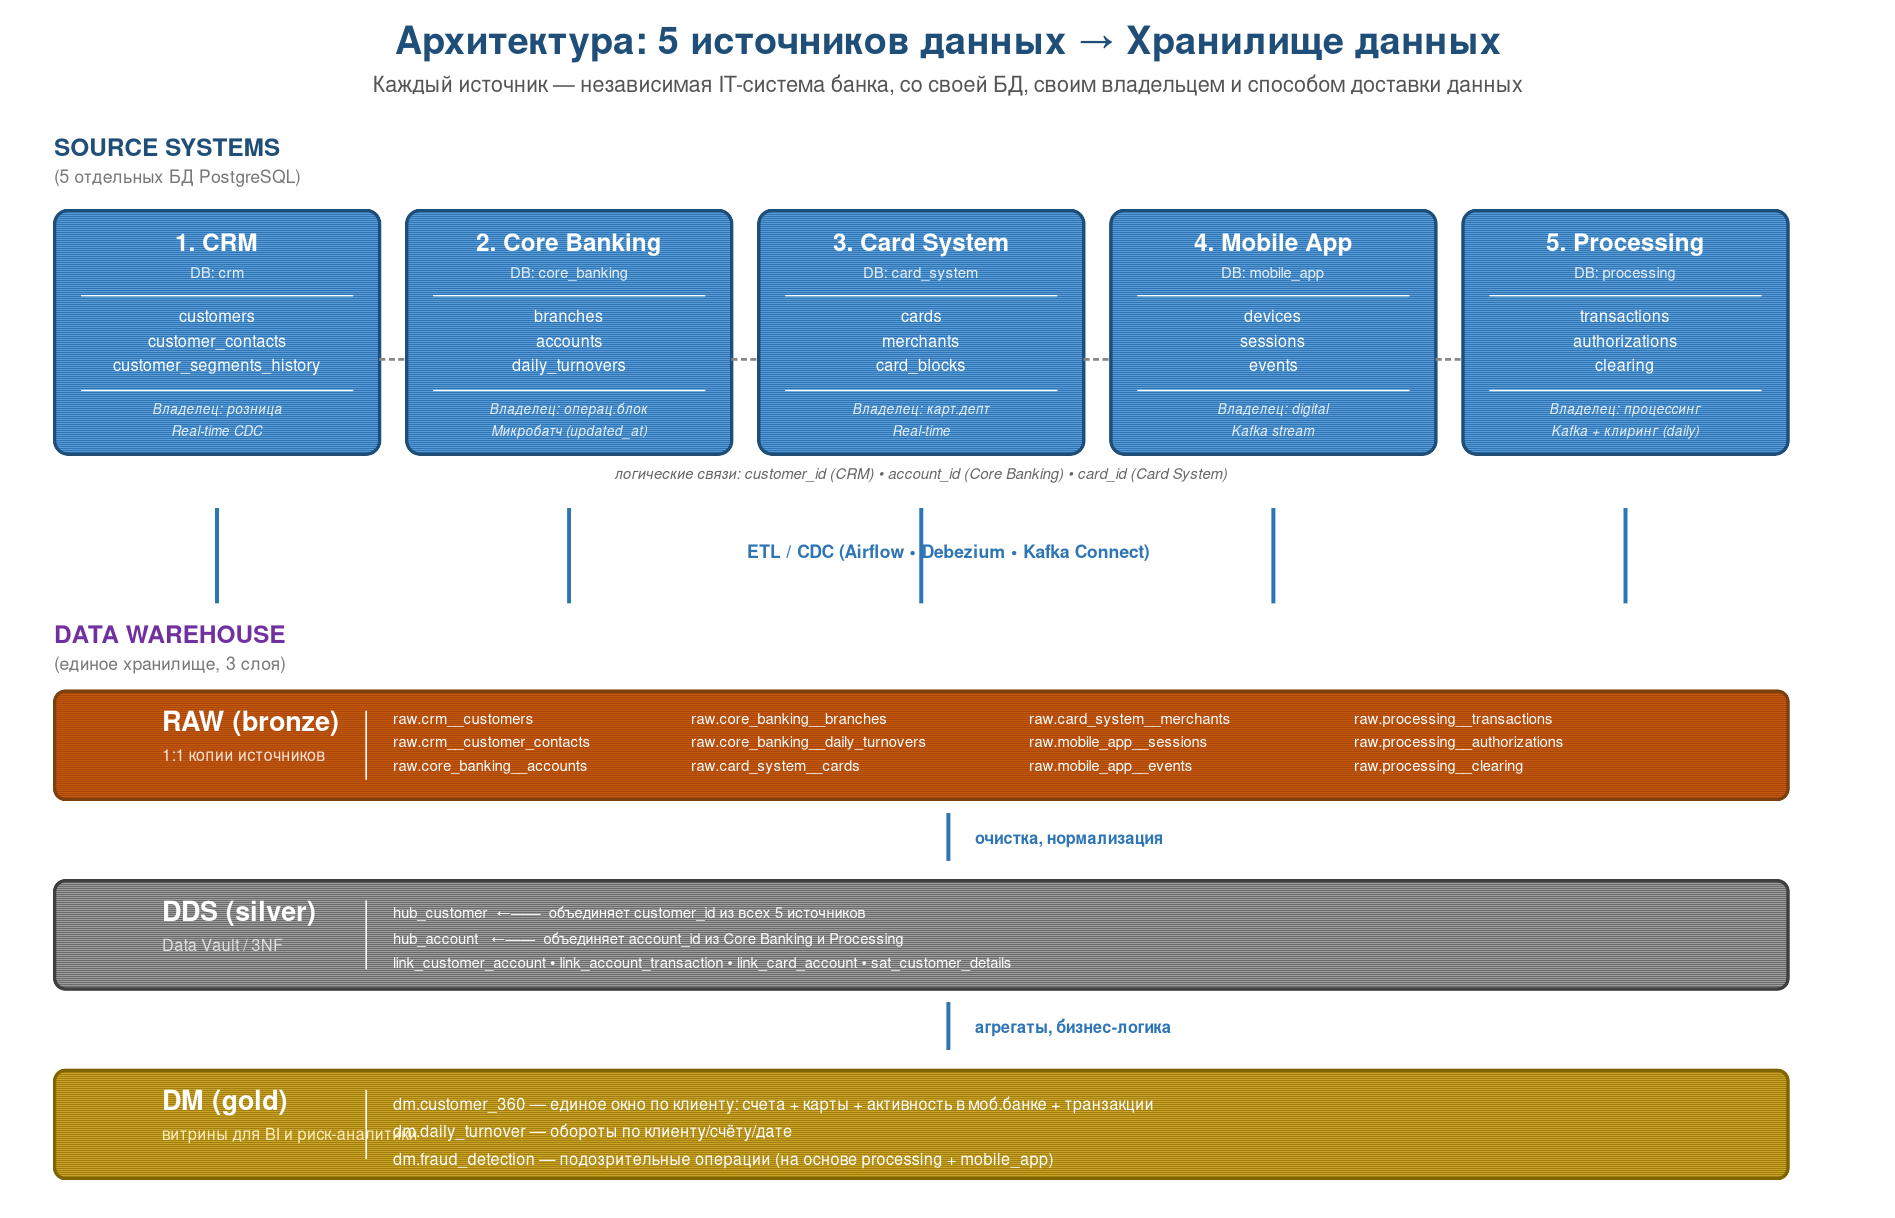 Архитектура: 5 источников данных → Хранилище данных
Каждый источник — независимая IT-система банка, со своей БД, своим владельцем и способом доставки данных
SOURCE SYSTEMS
(5 отдельных БД PostgreSQL)
1. CRM
DB: crm
customers
customer_contacts
customer_segments_history
Владелец: розница
Real-time CDC
2. Core Banking
DB: core_banking
branches
accounts
daily_turnovers
Владелец: операц.блок
Микробатч (updated_at)
3. Card System
DB: card_system
cards
merchants
card_blocks
Владелец: карт.депт
Real-time
4. Mobile App
DB: mobile_app
devices
sessions
events
Владелец: digital
Kafka stream
5. Processing
DB: processing
transactions
authorizations
clearing
Владелец: процессинг
Kafka + клиринг (daily)
логические связи: customer_id (CRM) • account_id (Core Banking) • card_id (Card System)
ETL / CDC (Airflow • Debezium • Kafka Connect)
DATA WAREHOUSE
(единое хранилище, 3 слоя)
RAW (bronze)
1:1 копии источников
raw.crm__customers
raw.crm__customer_contacts
raw.core_banking__accounts
raw.core_banking__branches
raw.core_banking__daily_turnovers
raw.card_system__cards
raw.card_system__merchants
raw.mobile_app__sessions
raw.mobile_app__events
raw.processing__transactions
raw.processing__authorizations
raw.processing__clearing
очистка, нормализация
DDS (silver)
Data Vault / 3NF
hub_customer ←—— объединяет customer_id из всех 5 источников
hub_account ←—— объединяет account_id из Core Banking и Processing
link_customer_account • link_account_transaction • link_card_account • sat_customer_details
агрегаты, бизнес-логика
DM (gold)
витрины для BI и риск-аналитики
dm.customer_360 — единое окно по клиенту: счета + карты + активность в моб.банке + транзакции
dm.daily_turnover — обороты по клиенту/счёту/дате
dm.fraud_detection — подозрительные операции (на основе processing + mobile_app)